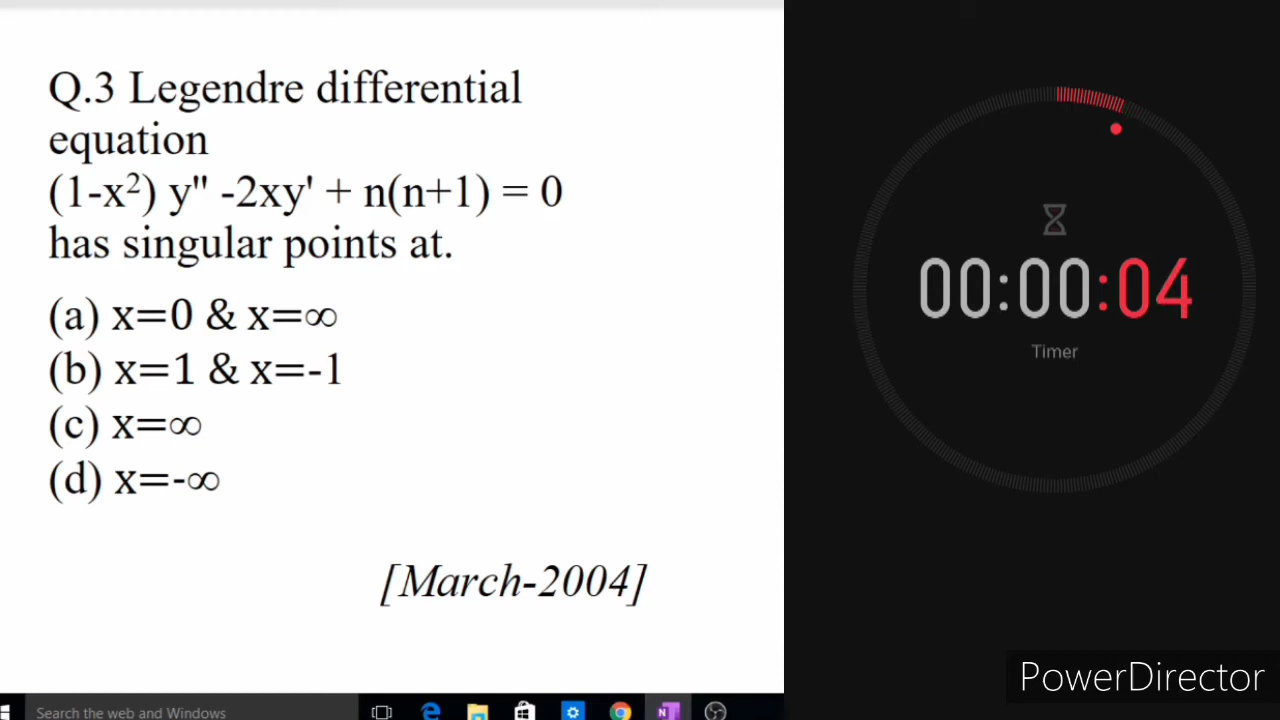 Q.3 Legendre differential
equation
(1-x²) y" -2xy' + n(n+1) = 0
has singular points at.
(a) x=0 & x=∞
(b) x=1 & x=-1
(c) x=∞
(d) x=-∞
[March-2004]
00:00:04
Timer
PowerDirector
Search the web and Windows